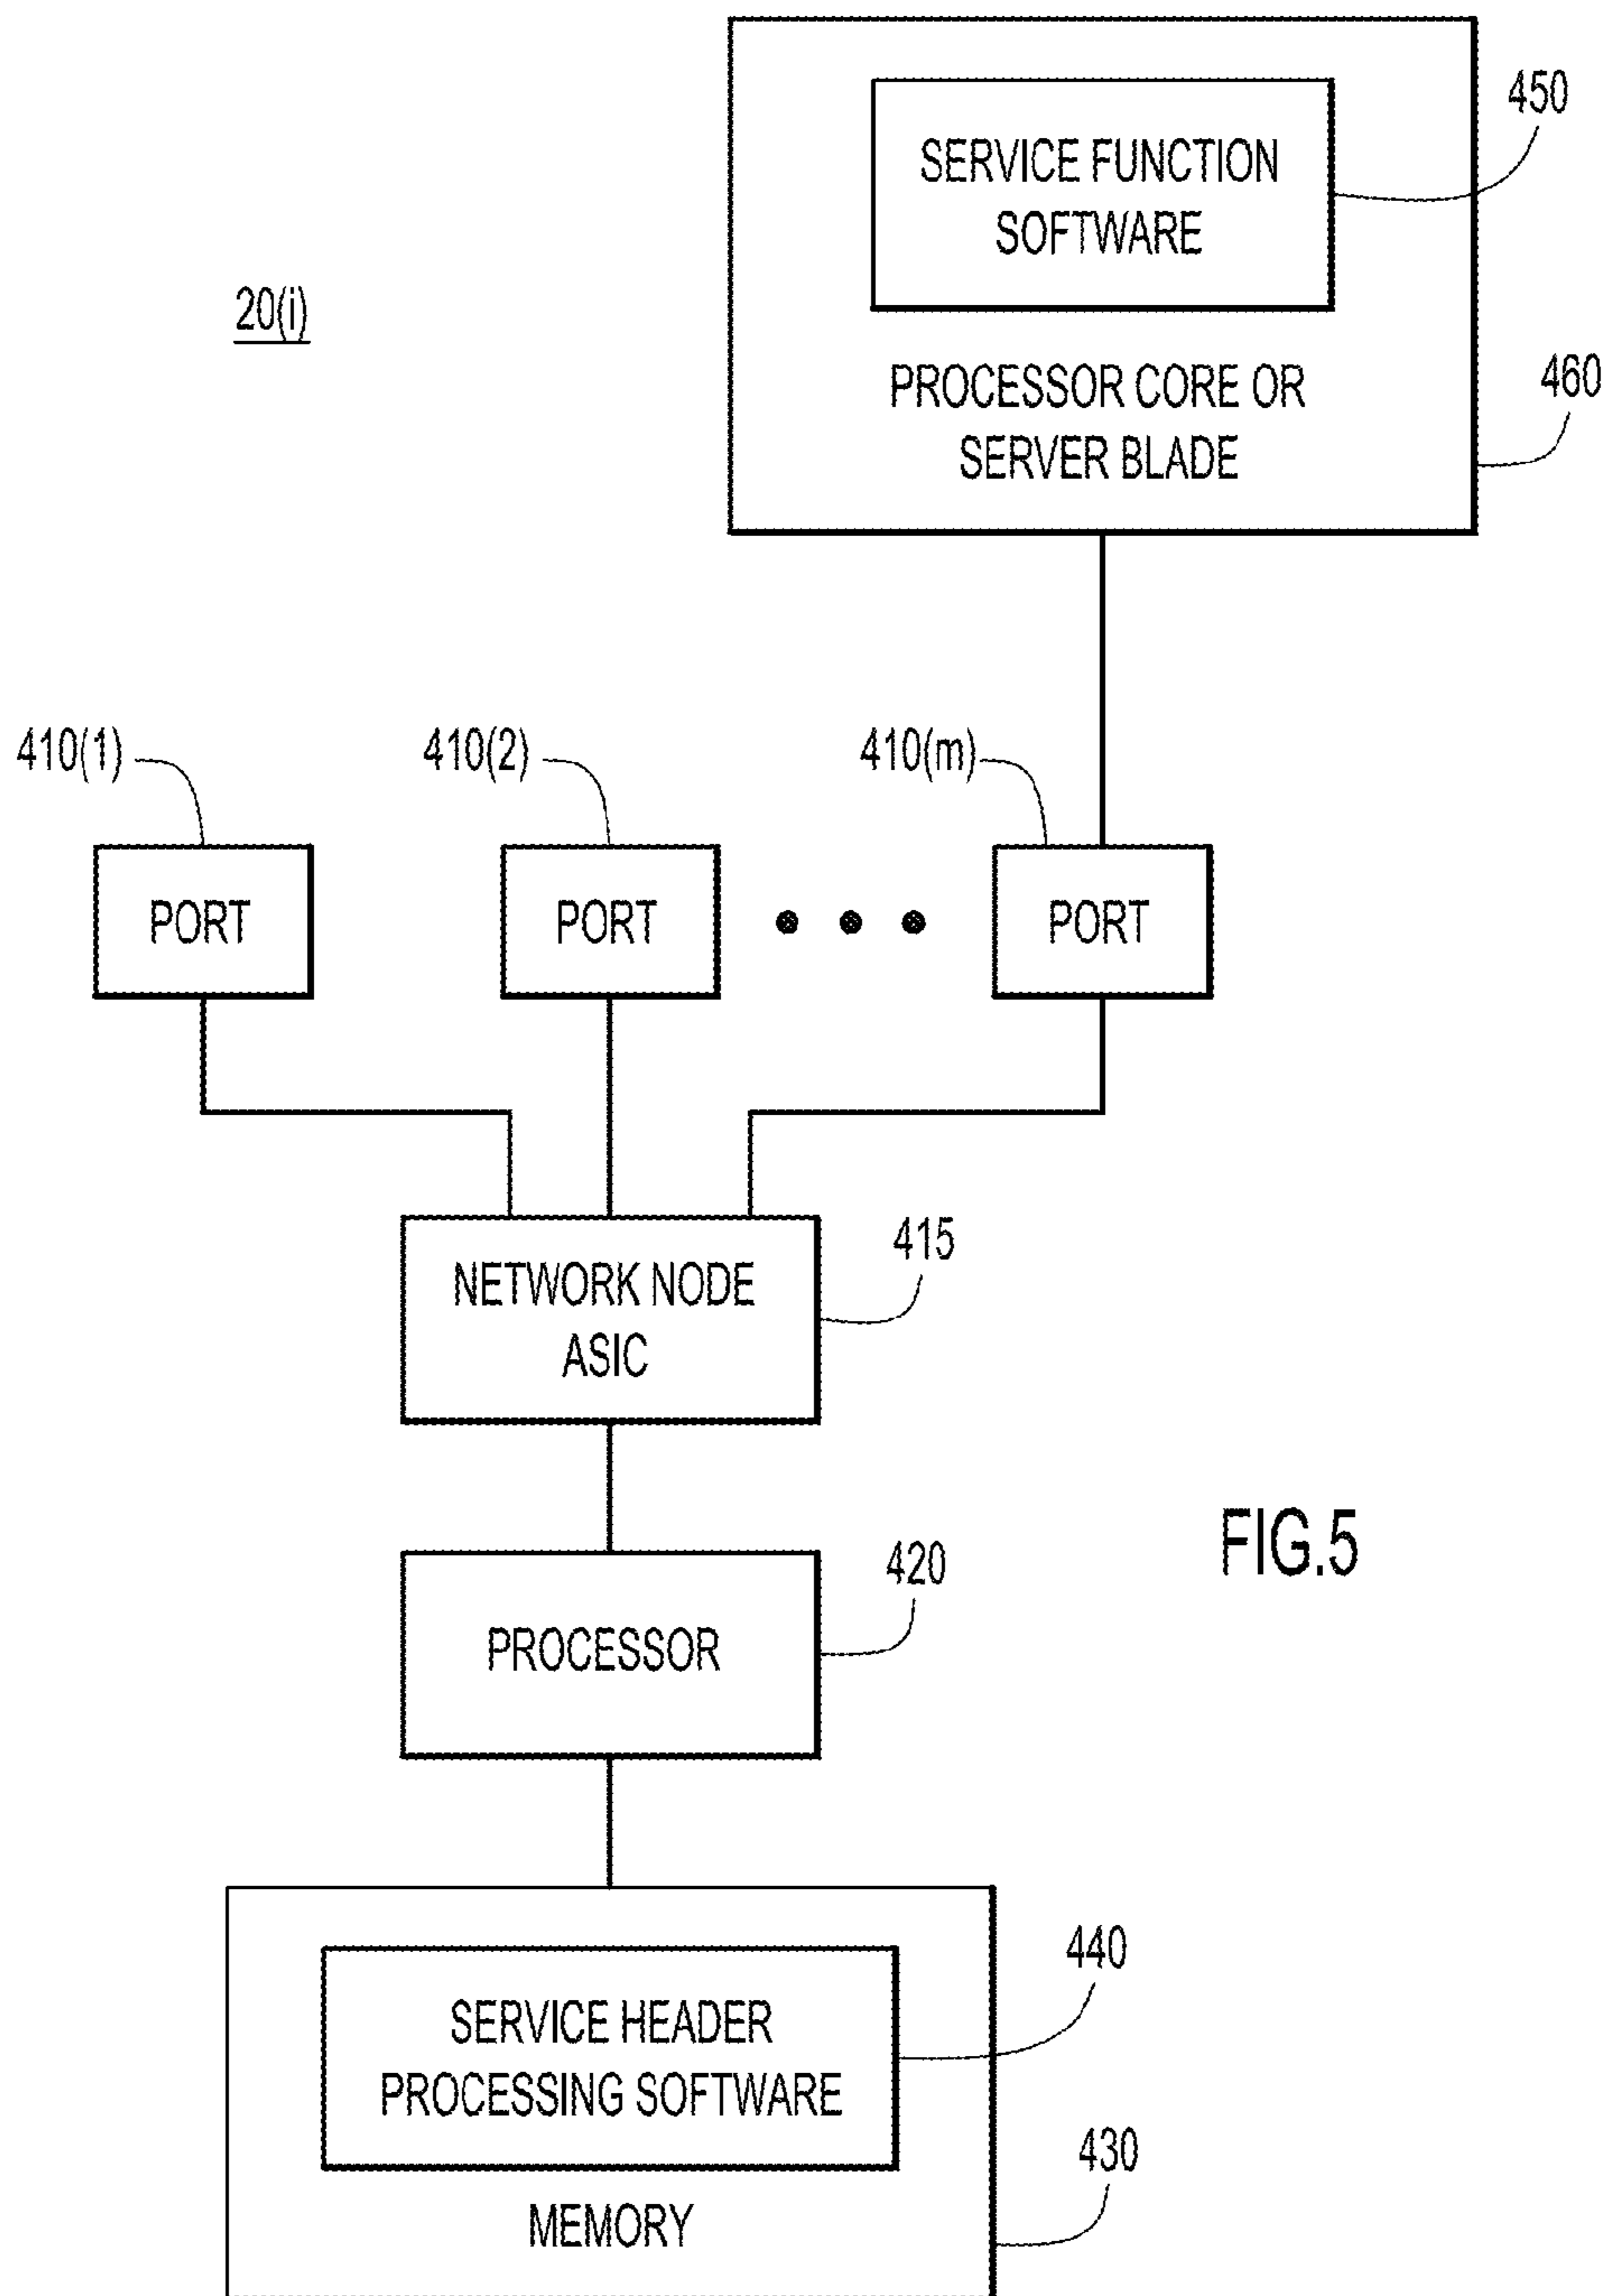 450
SERVICE FUNCTION
SOFTWARE
20(i)
PROCESSOR CORE OR
SERVER BLADE
460
410(1)
410(2)
410(m)
PORT
PORT
PORT
415
NETWORK NODE
ASIC
FIG.5
420
PROCESSOR
440
SERVICE HEADER
PROCESSING SOFTWARE
430
MEMORY